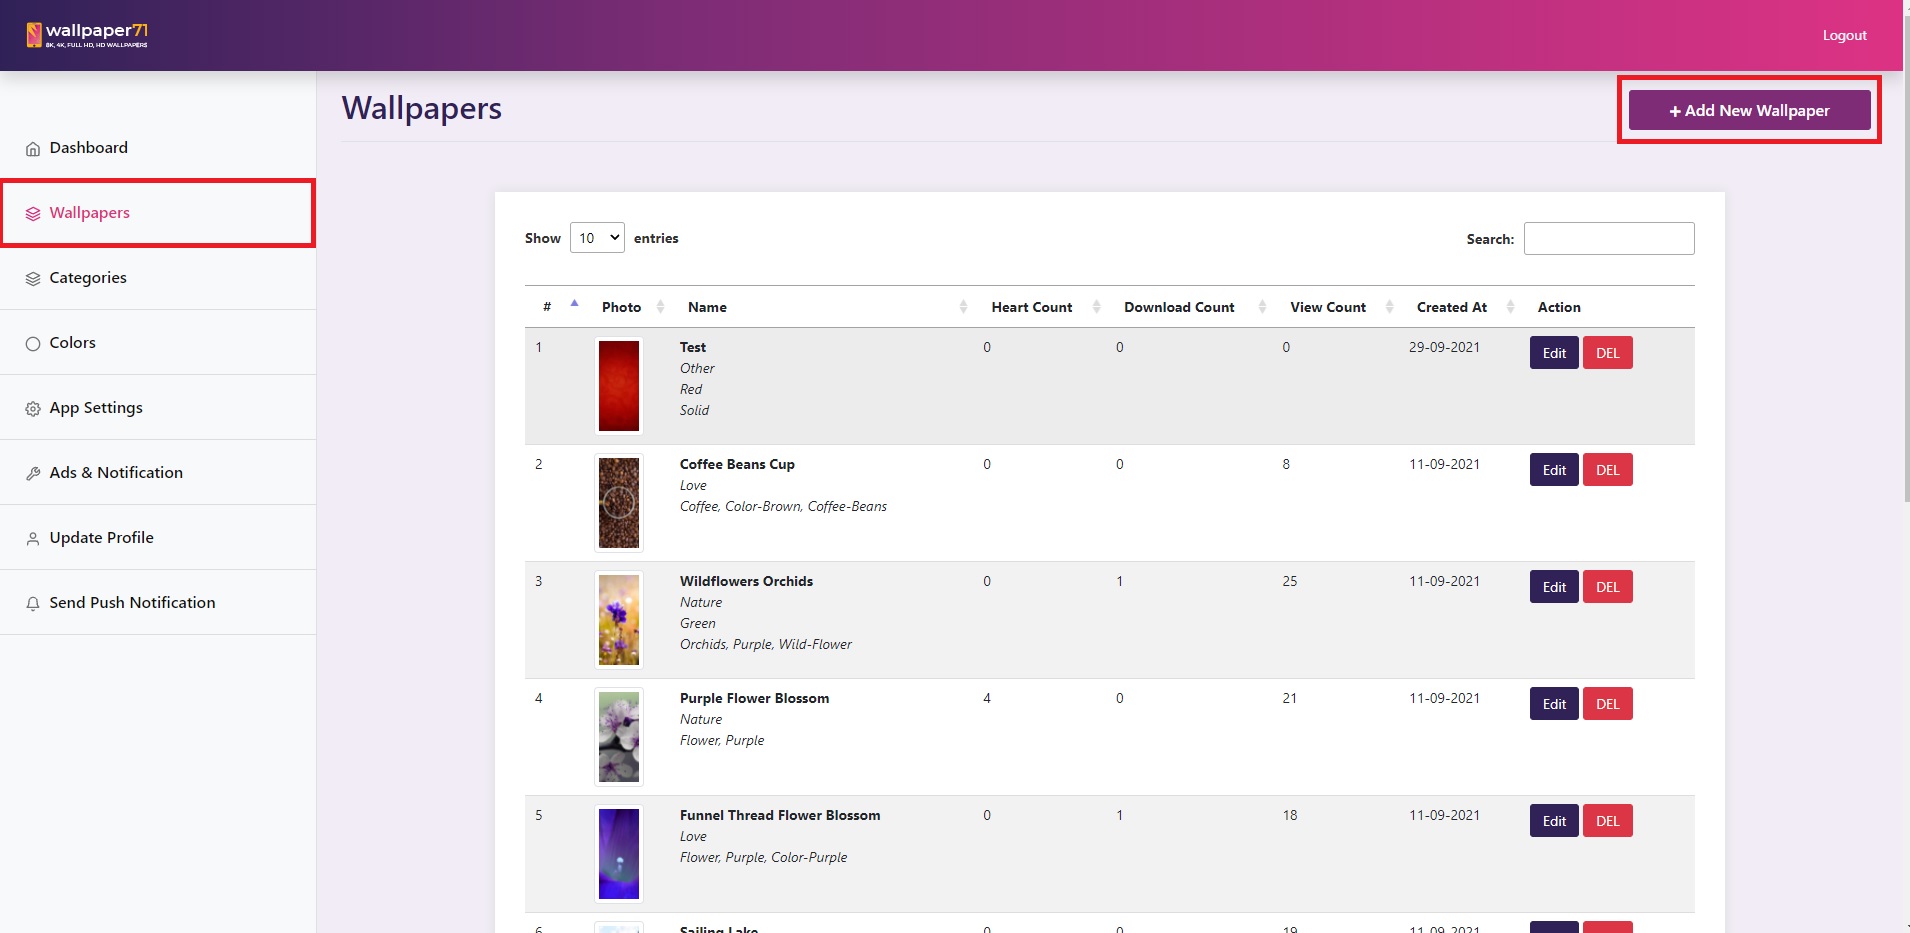 wallpaper71
8K, 4K, FULL HD, HD WALLPAPERS
Logout
Dashboard
Wallpapers
Categories
Colors
App Settings
Ads & Notification
Update Profile
Send Push Notification
Wallpapers
+ Add New Wallpaper
Show 10 entries
Search:
# Photo Name Heart Count Download Count View Count Created At Action
1 Test 0 0 0 29-09-2021 Edit DEL
Other
Red
Solid
2 Coffee Beans Cup 0 0 8 11-09-2021 Edit DEL
Love
Coffee, Color-Brown, Coffee-Beans
3 Wildflowers Orchids 0 1 25 11-09-2021 Edit DEL
Nature
Green
Orchids, Purple, Wild-Flower
4 Purple Flower Blossom 4 0 21 11-09-2021 Edit DEL
Nature
Flower, Purple
5 Funnel Thread Flower Blossom 0 1 18 11-09-2021 Edit DEL
Love
Flower, Purple, Color-Purple
6 Sailing Lake 0 0 19 11-09-2021